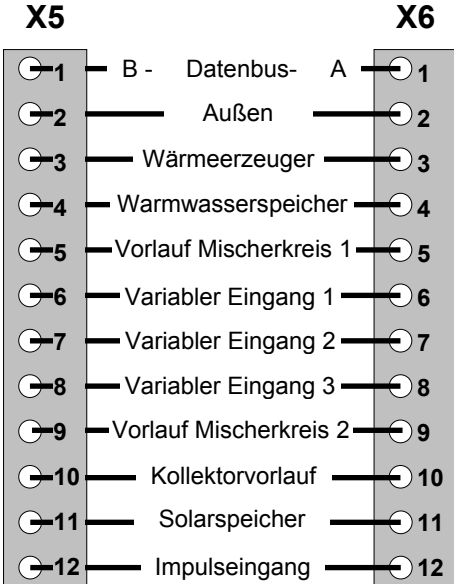 X5 X6
1 B - Datenbus- A 1
2 Außen 2
3 Wärmeerzeuger 3
4 Warmwasserspeicher 4
5 Vorlauf Mischerkreis 1 5
6 Variabler Eingang 1 6
7 Variabler Eingang 2 7
8 Variabler Eingang 3 8
9 Vorlauf Mischerkreis 2 9
10 Kollektorvorlauf 10
11 Solarspeicher 11
12 Impulseingang 12